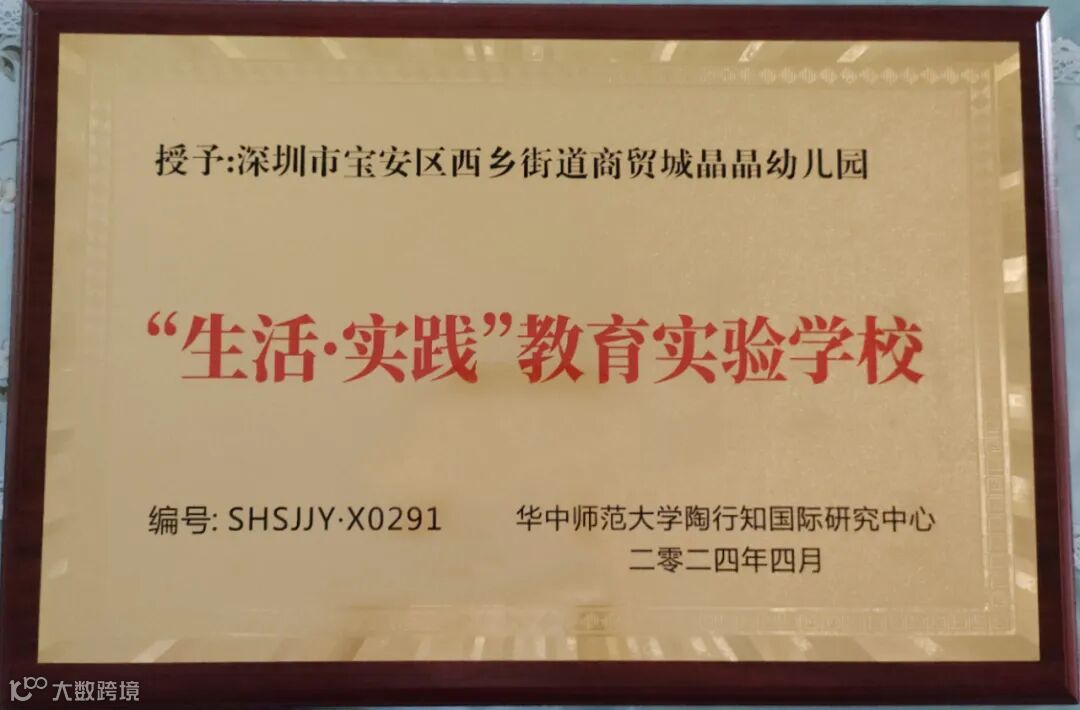 授予:深圳市宝安区西乡街道商贸城晶晶幼儿园
“生活·实践”教育实验学校
编号: SHSJJY·X0291
华中师范大学陶行知国际研究中心
二零二四年四月
大数跨境